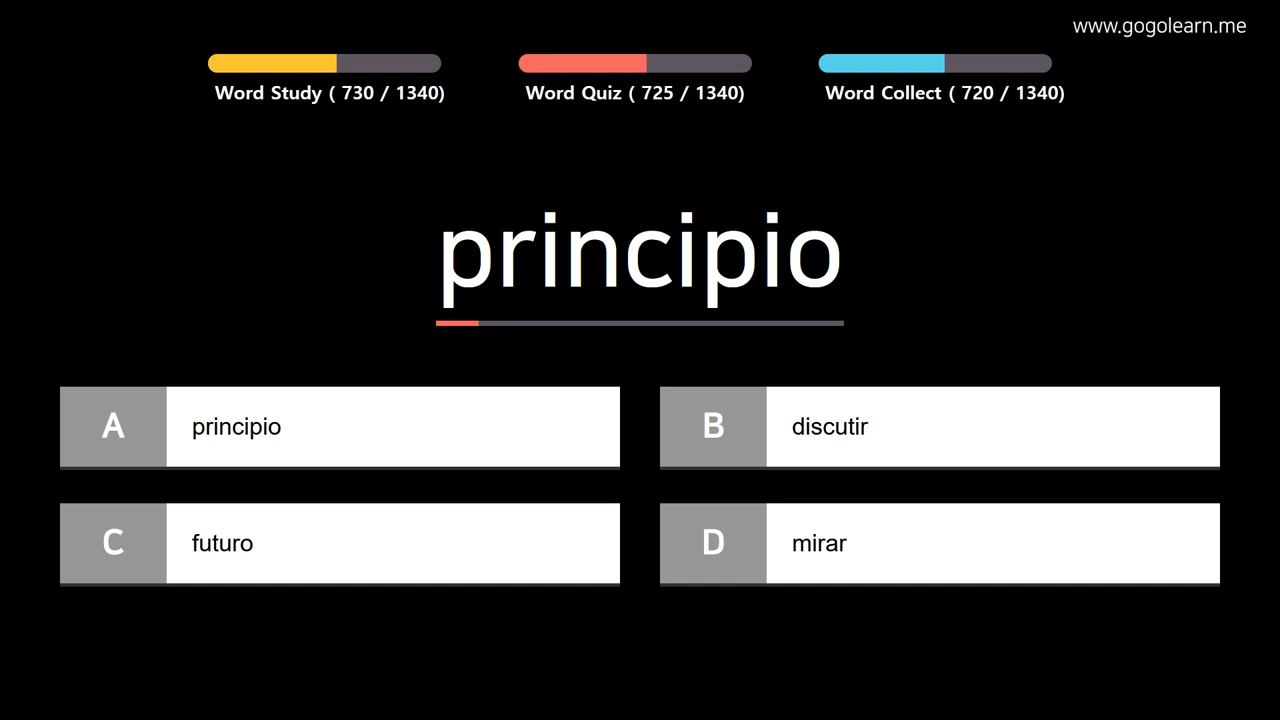 www.gogolearn.me
Word Study ( 730 / 1340)
Word Quiz ( 725 / 1340)
Word Collect ( 720 / 1340)
principio
A principio
B discutir
C futuro
D mirar